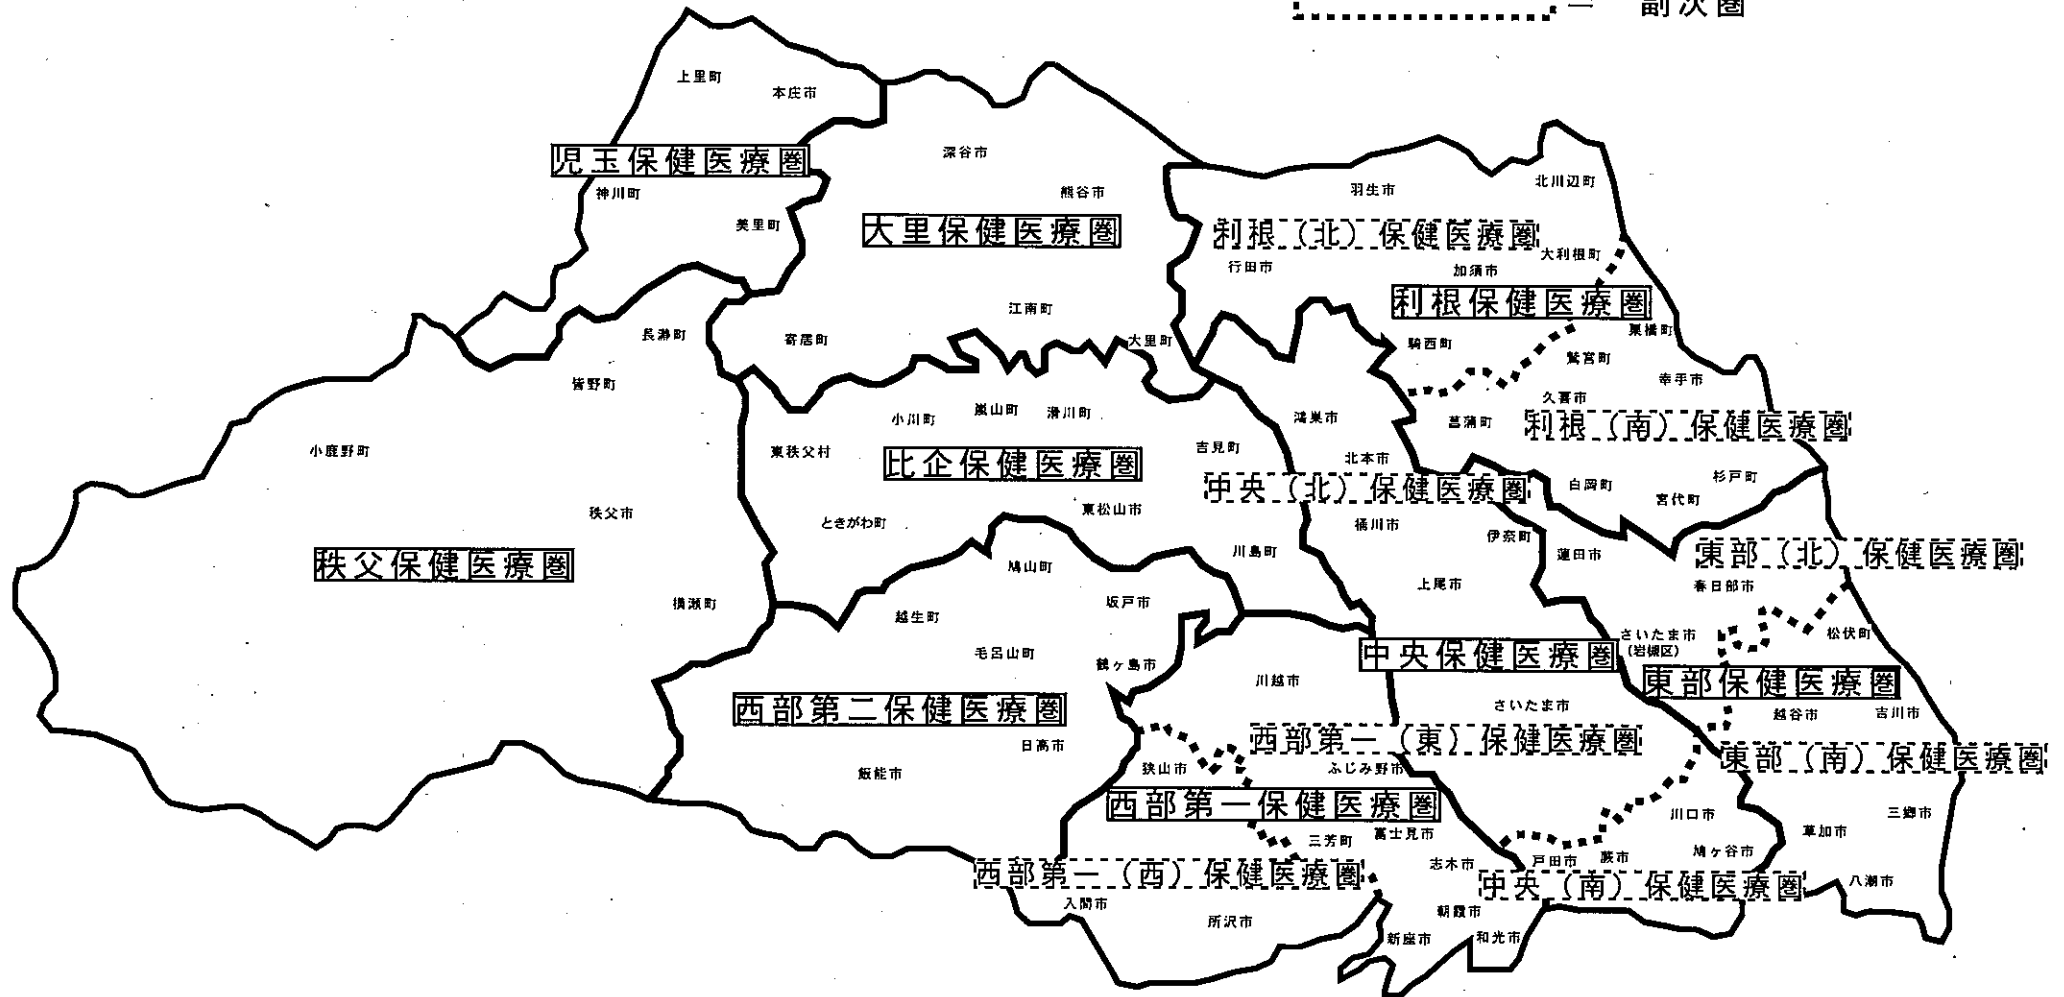 副次圏
上里町
本庄市
児玉保健医療圏
神川町
美里町
深谷市
熊谷市
大里保健医療圏
江南町
寄居町
大里町
羽生市
北川辺町
利根（北）保健医療圏
行田市
加須市
大利根町
利根保健医療圏
騎西町
栗橋町
鷲宮町
幸手市
久喜市
菖蒲町
利根（南）保健医療圏
白岡町
宮代町
杉戸町
長瀞町
皆野町
小鹿野町
秩父市
秩父保健医療圏
横瀬町
小川町
嵐山町
滑川町
東秩父村
比企保健医療圏
吉見町
ときがわ町
東松山市
川島町
鴻巣市
北本市
中央（北）保健医療圏
桶川市
伊奈町
上尾市
蓮田市
東部（北）保健医療圏
春日部市
さいたま市
（岩槻区）
松伏町
鳩山町
越生町
坂戸市
毛呂山町
鶴ヶ島市
西部第二保健医療圏
日高市
飯能市
川越市
中央保健医療圏
さいたま市
東部保健医療圏
越谷市
吉川市
東部（南）保健医療圏
西部第一（東）保健医療圏
狭山市
ふじみ野市
西部第一保健医療圏
三芳町
富士見市
西部第一（西）保健医療圏
入間市
所沢市
志木市
朝霞市
新座市
和光市
川口市
戸田市
蕨市
鳩ヶ谷市
中央（南）保健医療圏
草加市
三郷市
八潮市